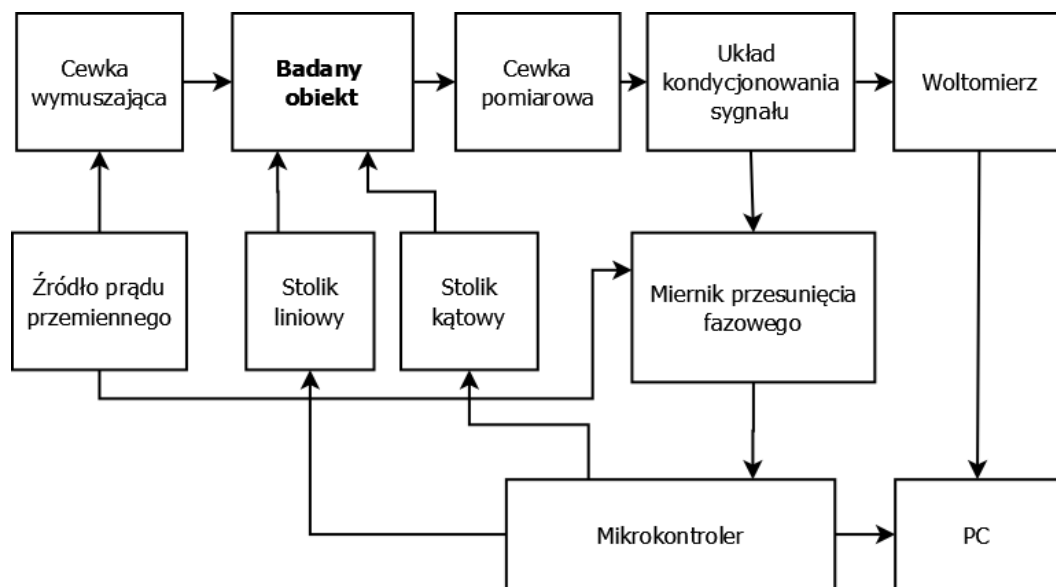 Cewka
wymuszająca
Badany
obiekt
Cewka
pomiarowa
Układ
kondycjonowania
sygnału
Woltomierz
Źródło prądu
przemiennego
Stolik
liniowy
Stolik
kątowy
Miernik przesunięcia
fazowego
Mikrokontroler
PC